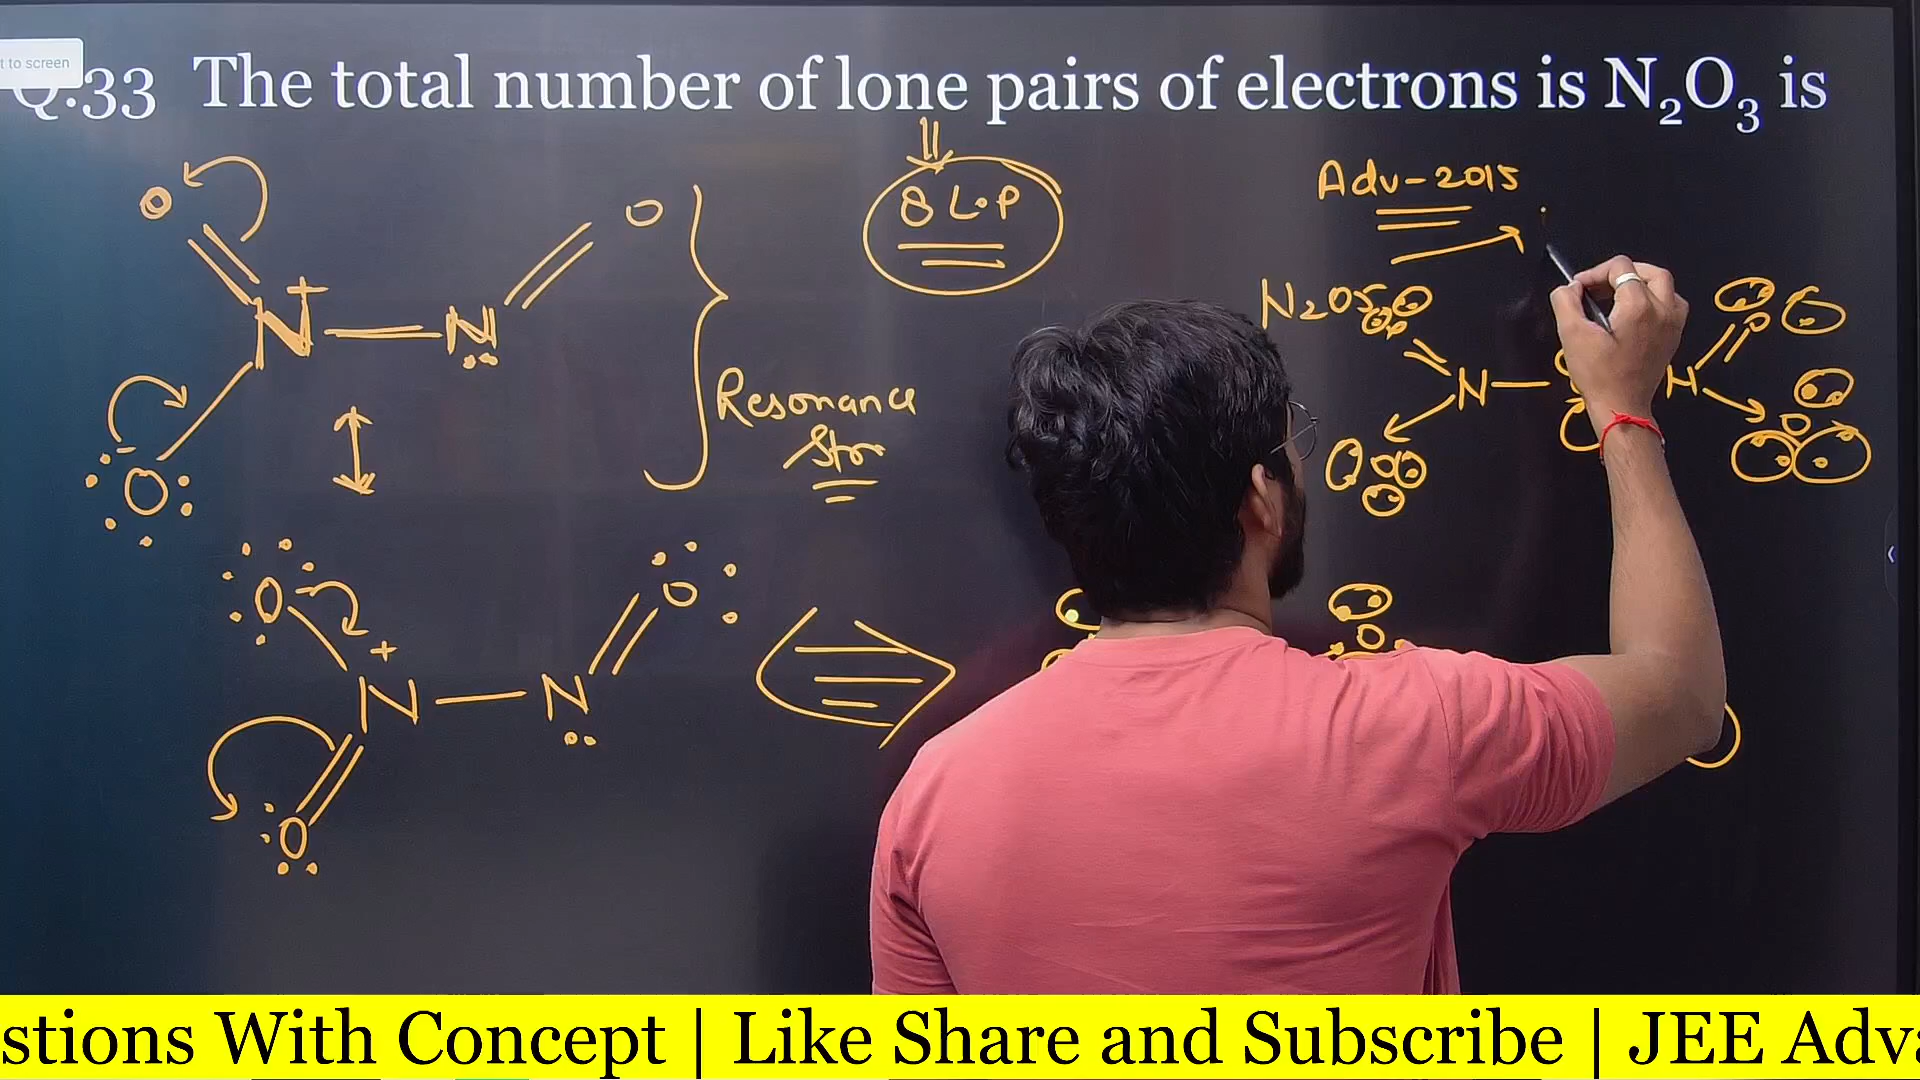 t to screen
Q.33 The total number of lone pairs of electrons is N₂O₃ is
8 L.P
Adv-2015
O
O
N+
N
O
Resonance
Str
O
N+
N
O
O
N2O5
O
N
O
N
O
O
O
stions With Concept | Like Share and Subscribe | JEE Adva